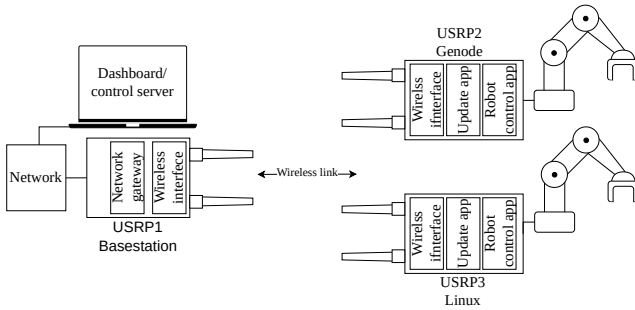 Dashboard/
control server
Network
Network
gateway
Wireless
interfece
USRP1
Basestation
Wireless link
USRP2
Genode
Wirelss
ifnterface
Update app
Robot
control app
Wirelss
ifnterface
Update app
Robot
control app
USRP3
Linux